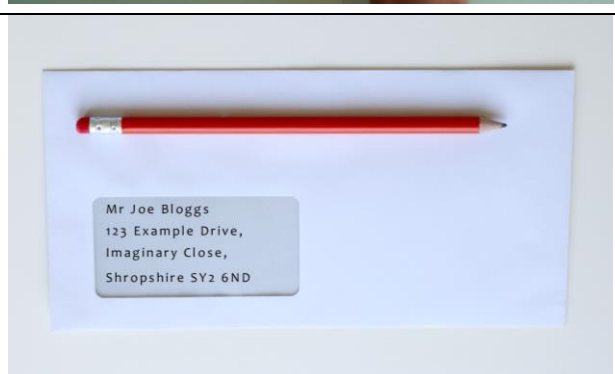 Mr Joe Bloggs
123 Example Drive,
Imaginary Close,
Shropshire SY2 6ND